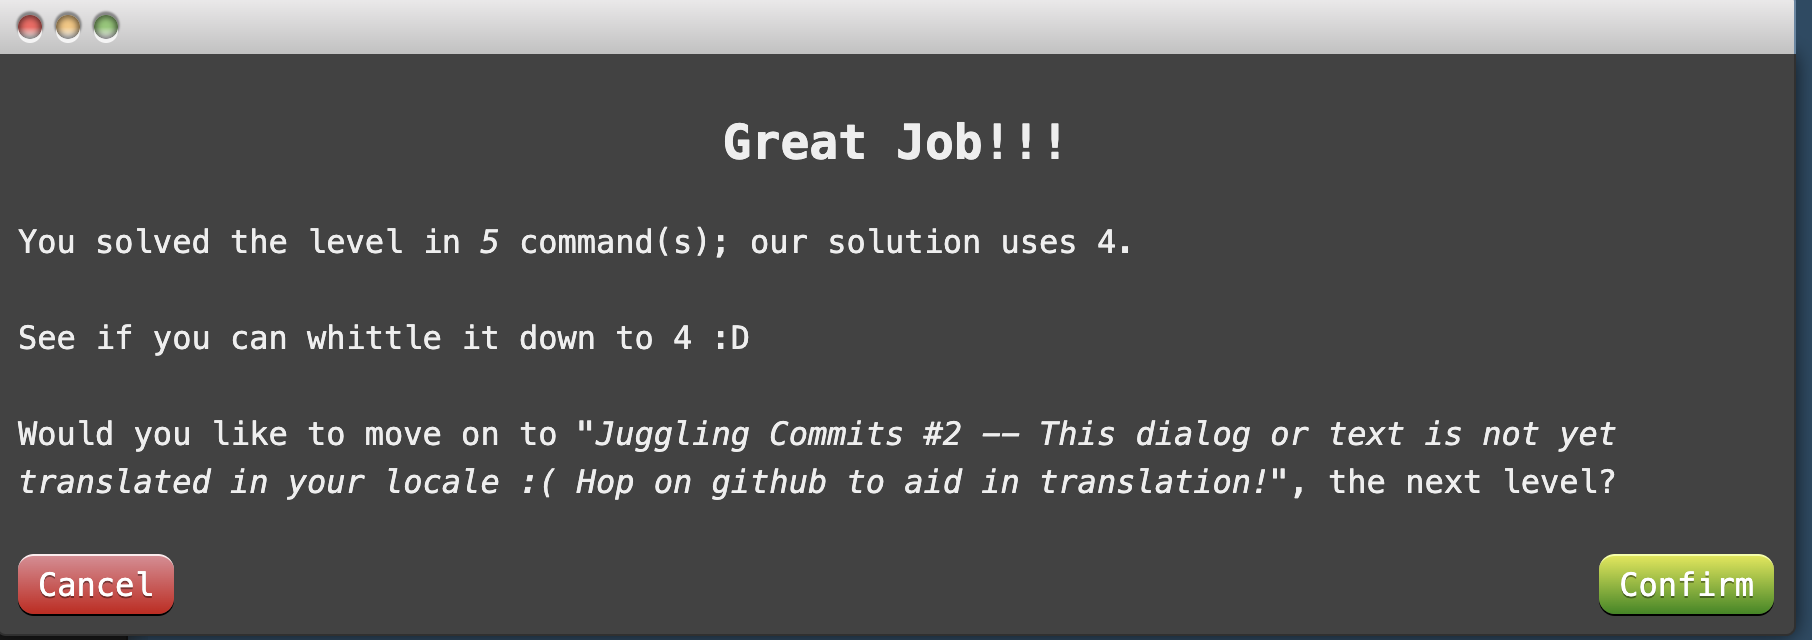 Great Job!!!
You solved the level in 5 command(s); our solution uses 4.
See if you can whittle it down to 4 :D
Would you like to move on to "Juggling Commits #2 –– This dialog or text is not yet
translated in your locale :( Hop on github to aid in translation!", the next level?
Cancel
Confirm